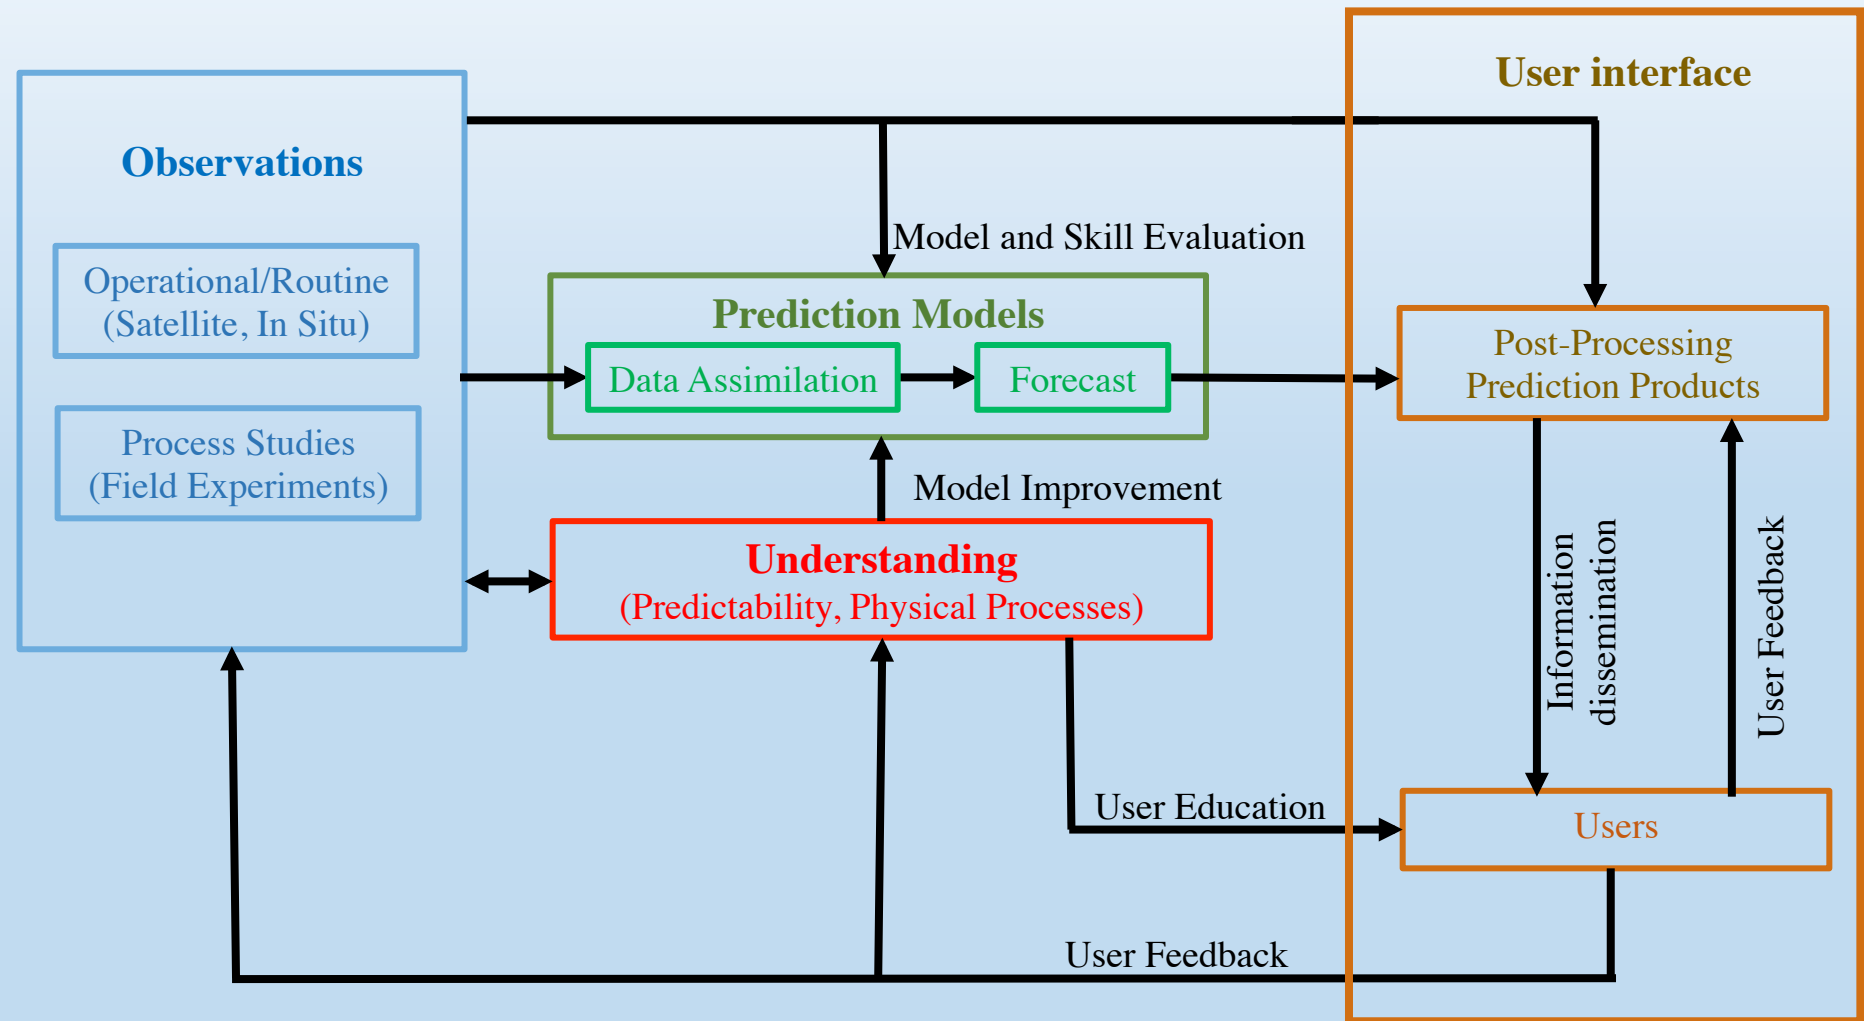 User interface
Observations
Operational/Routine
(Satellite, In Situ)
Process Studies
(Field Experiments)
Model and Skill Evaluation
Prediction Models
Data Assimilation
Forecast
Model Improvement
Understanding
(Predictability, Physical Processes)
Post-Processing
Prediction Products
Information
dissemination
User Feedback
User Education
Users
User Feedback